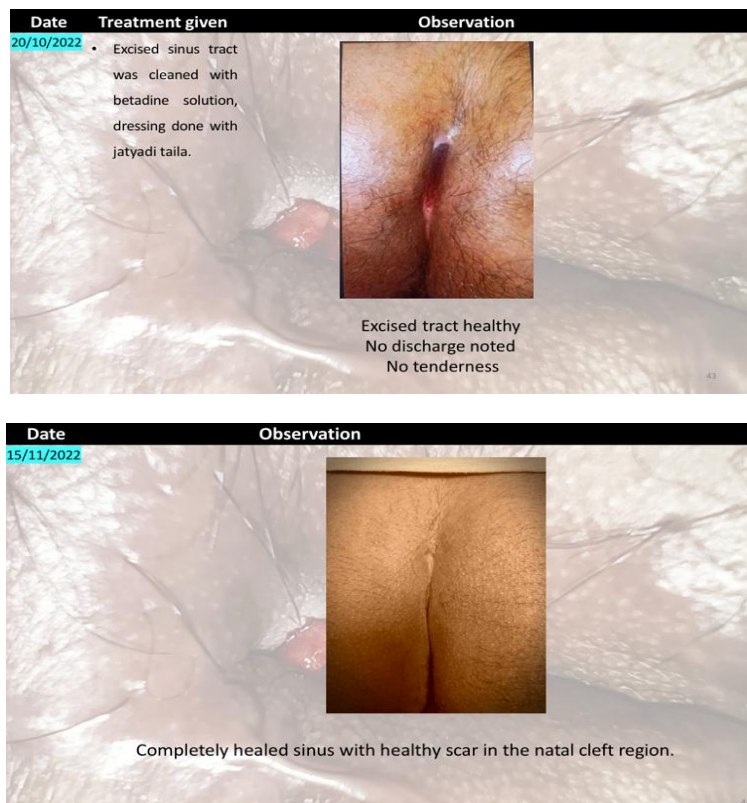 Date Treatment given Observation
20/10/2022
• Excised sinus tract
was cleaned with
betadine solution,
dressing done with
jatyadi taila.
Excised tract healthy
No discharge noted
No tenderness
43
Date Observation
15/11/2022
Completely healed sinus with healthy scar in the natal cleft region.